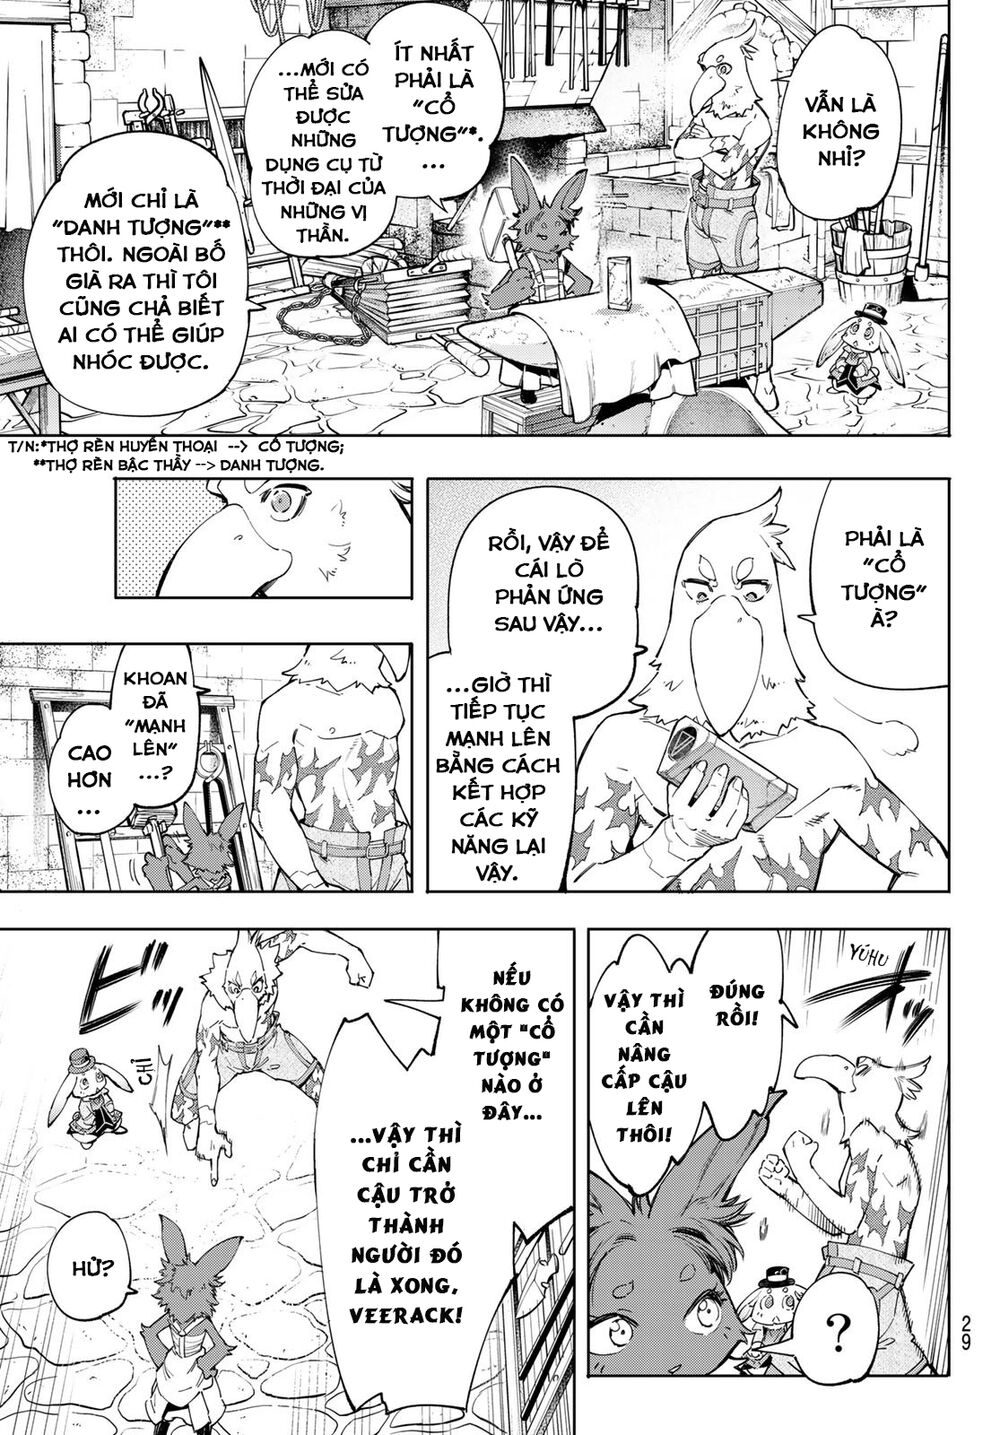 VẪN LÀ
KHÔNG
NHỈ?
ÍT NHẤT
PHẢI LÀ
"CỔ
TƯỢNG"*.
...
...MỚI CÓ
THỂ SỬA
ĐƯỢC
NHỮNG
DỤNG CỤ TỪ
THỜI ĐẠI CỦA
NHỮNG VỊ
THẦN.
MỚI CHỈ LÀ
"DANH TƯỢNG"**
THÔI. NGOÀI BỐ
GIÀ RA THÌ TÔI
CŨNG CHẢ BIẾT
AI CÓ THỂ GIÚP
NHÓC ĐƯỢC.
T/N:*THỢ RÈN HUYỀN THOẠI --> CỔ TƯỢNG;
**THỢ RÈN BẬC THẦY --> DANH TƯỢNG.
PHẢI LÀ
"CỔ
TƯỢNG"
À?
RỒI, VẬY ĐỂ
CÁI LÒ
PHẢN ỨNG
SAU VẬY...
...GIỜ THÌ
TIẾP TỤC
MẠNH LÊN
BẰNG CÁCH
KẾT HỢP
CÁC KỸ
NĂNG LẠI
VẬY.
KHOAN
ĐÃ
"MẠNH
LÊN"
...?
CAO
HƠN
...
YÚHU
ĐÚNG
RỒI!
VẬY THÌ
CẦN
NÂNG
CẤP CẬU
LÊN
THÔI!
?
NẾU
KHÔNG CÓ
MỘT "CỔ
TƯỢNG"
NÀO Ở
ĐÂY...
...VẬY THÌ
CHỈ CẦN
CẬU TRỞ
THÀNH
NGƯỜI ĐÓ
LÀ XONG,
VEERACK!
ビッ
CHỈ
HỬ?
29